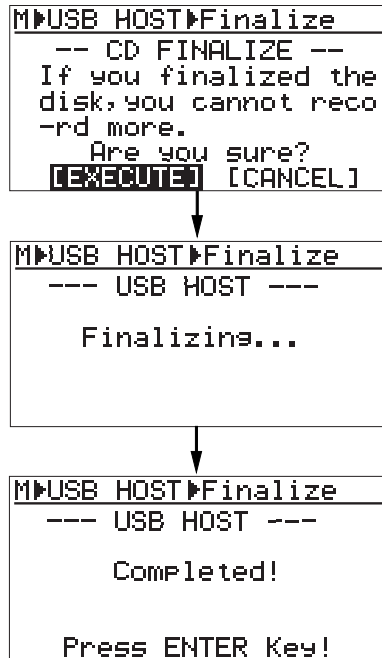 M▶USB HOST▶Finalize
-- CD FINALIZE --
If you finalized the
disk,you cannot reco
-rd more.
Are you sure?
[EXECUTE] [CANCEL]
M▶USB HOST▶Finalize
--- USB HOST ---
Finalizing...
M▶USB HOST▶Finalize
--- USB HOST ---
Completed!
Press ENTER Key!